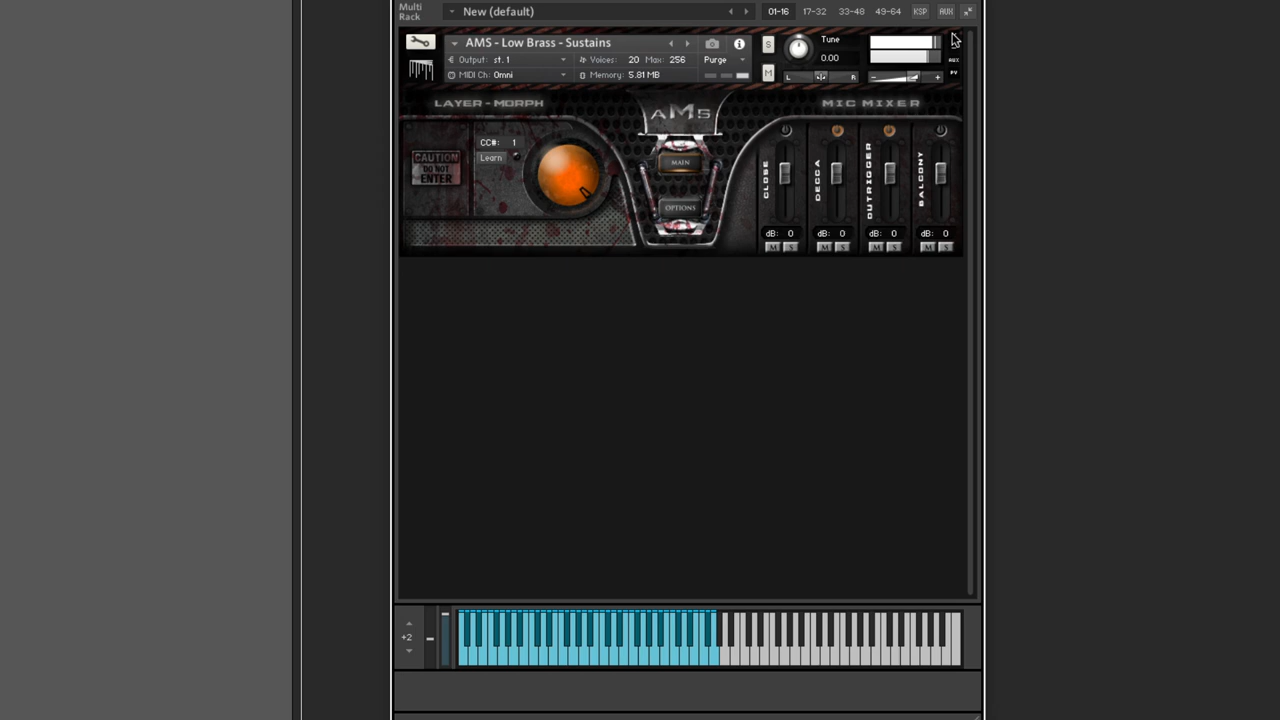 Multi Rack
New (default)
01-16 17-32 33-48 49-64 KSP AUX
AMS - Low Brass - Sustains
Output: st. 1
Voices: 20 Max: 256
Purge
MIDI Ch: Omni
Memory: 5.81 MB
S
M
Tune
0.00
L R
- +
AUX
PV
LAYER-MORPH
AMS
MIC MIXER
CAUTION
DO NOT
ENTER
CC#: 1
Learn
MAIN
OPTIONS
CLOSE
DECCA
OUTRIGGER
BALCONY
dB: 0 dB: 0 dB: 0 dB: 0
M S M S M S M S
+2